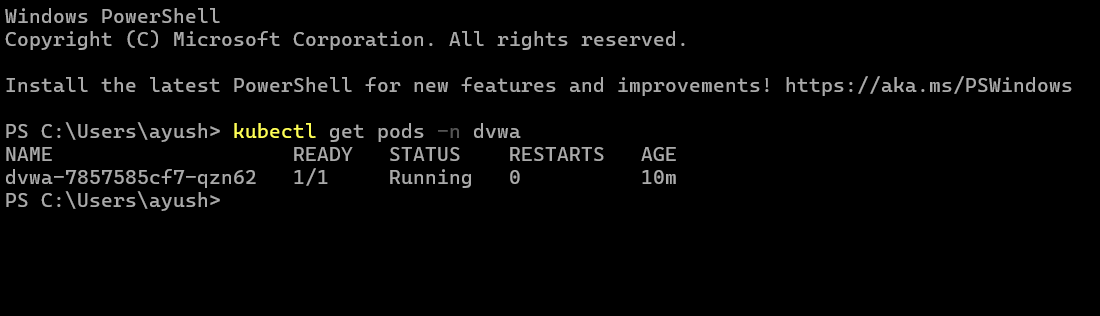 Windows PowerShell
Copyright (C) Microsoft Corporation. All rights reserved.
Install the latest PowerShell for new features and improvements! https://aka.ms/PSWindows
PS C:\Users\ayush> kubectl get pods -n dvwa
NAME                    READY   STATUS    RESTARTS   AGE
dvwa-7857585cf7-qzn62   1/1     Running   0          10m
PS C:\Users\ayush>